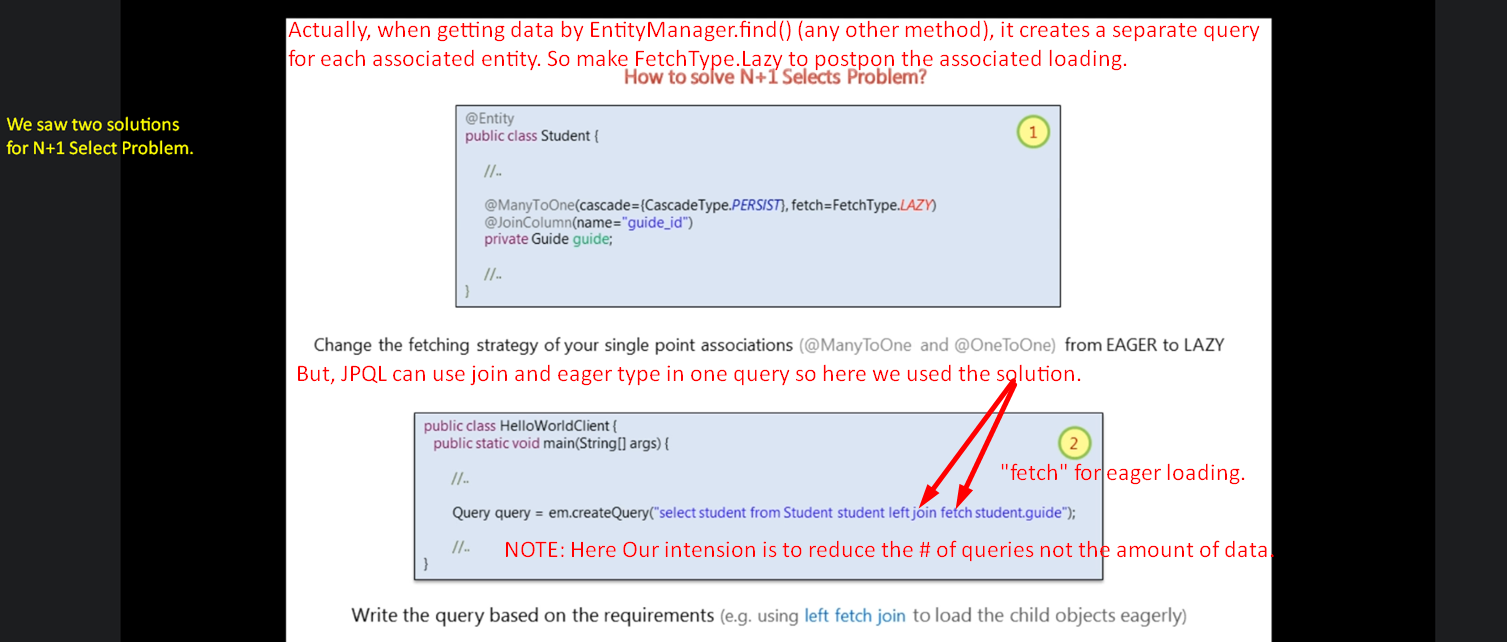 Actually, when getting data by EntityManager.find() (any other method), it creates a separate query
for each associated entity. So make FetchType.Lazy to postpon the associated loading.
How to solve N+1 Selects Problem?
We saw two solutions
for N+1 Select Problem.
1
@Entity
public class Student {
//..
@ManyToOne(cascade={CascadeType.PERSIST}, fetch=FetchType.LAZY)
@JoinColumn(name="guide_id")
private Guide guide;
//..
}
Change the fetching strategy of your single point associations (@ManyToOne and @OneToOne) from EAGER to LAZY
But, JPQL can use join and eager type in one query so here we used the solution.
2
public class HelloWorldClient {
public static void main(String[] args) {
//..
"fetch" for eager loading.
Query query = em.createQuery("select student from Student student left join fetch student.guide");
//..
NOTE: Here Our intension is to reduce the # of queries not the amount of data.
}
Write the query based on the requirements (e.g. using left fetch join to load the child objects eagerly)